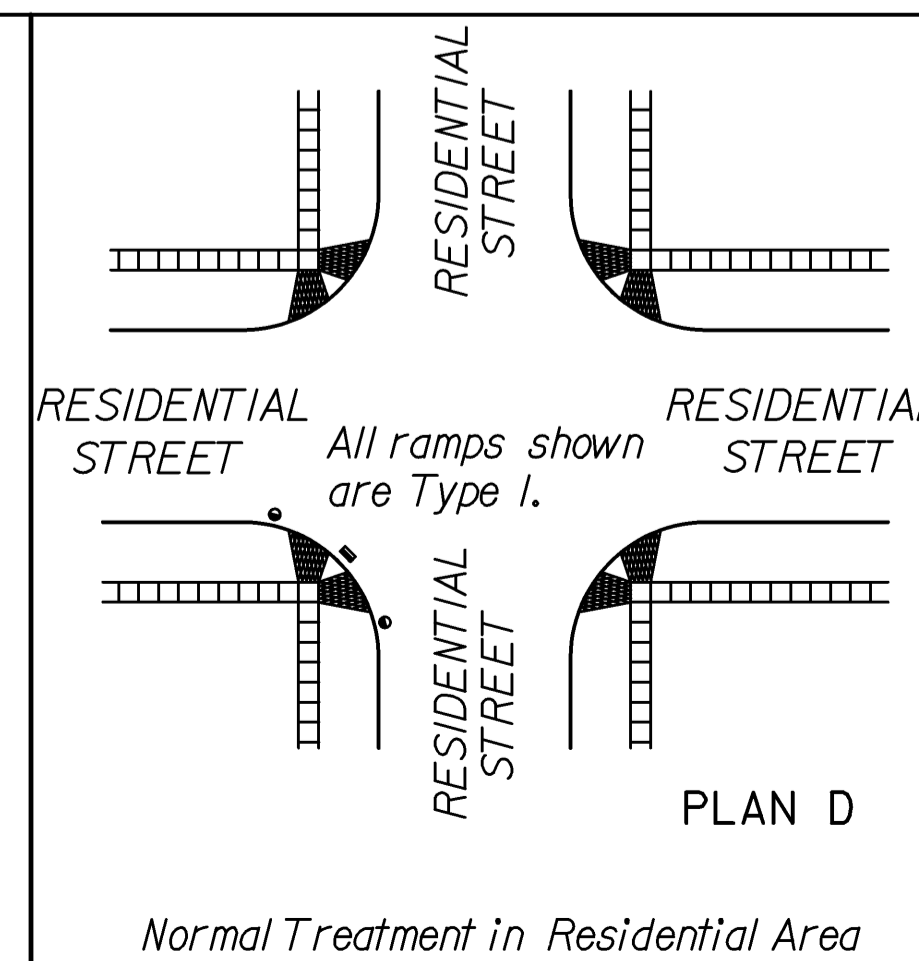 RESIDENTIAL
STREET
RESIDENTIAL
STREET
RESIDENTIAL
STREET
All ramps shown
are Type I.
RESIDENTIAL
STREET
PLAN D
Normal Treatment in Residential Area